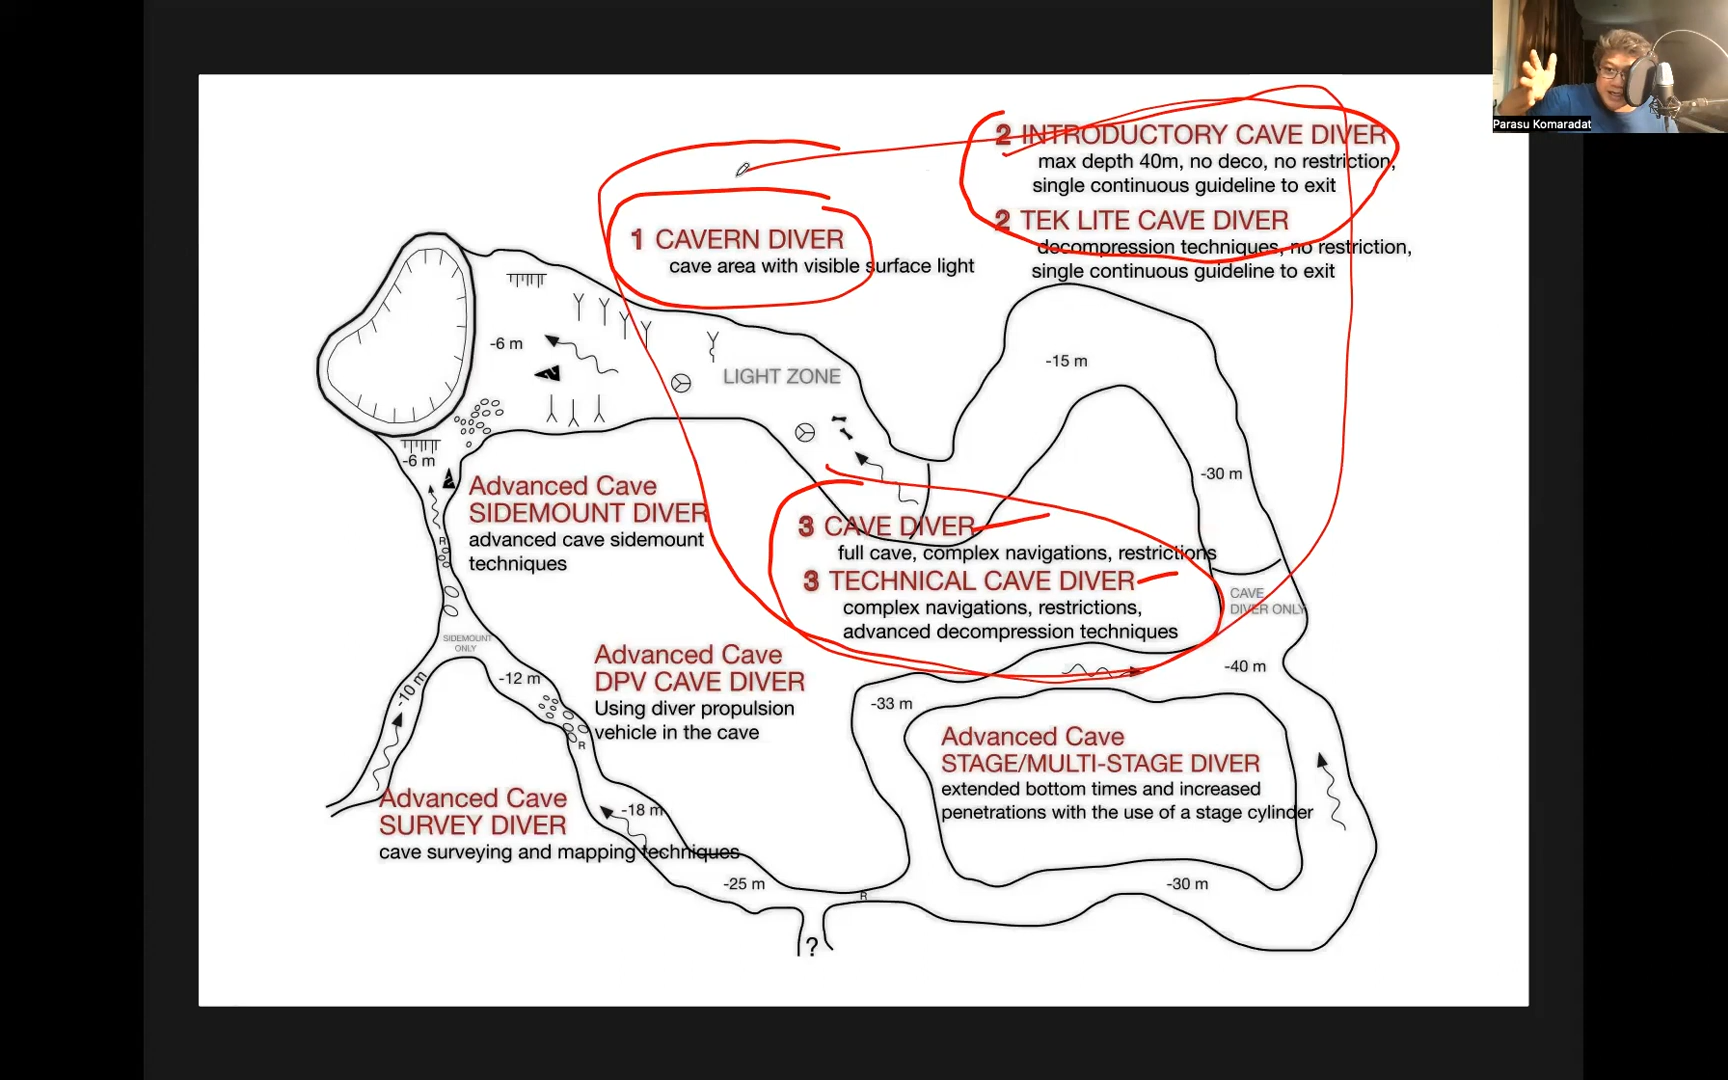 Parasu Komaradat
2 INTRODUCTORY CAVE DIVER
max depth 40m, no deco, no restriction,
single continuous guideline to exit
2 TEK LITE CAVE DIVER
decompression techniques, no restriction,
single continuous guideline to exit
1 CAVERN DIVER
cave area with visible surface light
-6 m
LIGHT ZONE
-15 m
-6 m
-30 m
Advanced Cave
SIDEMOUNT DIVER
advanced cave sidemount
techniques
R
3 CAVE DIVER
full cave, complex navigations, restrictions
3 TECHNICAL CAVE DIVER
complex navigations, restrictions,
advanced decompression techniques
CAVE
DIVER ONLY
SIDEMOUNT
ONLY
-10 m
-12 m
Advanced Cave
DPV CAVE DIVER
Using diver propulsion
vehicle in the cave
R
-40 m
-33 m
Advanced Cave
STAGE/MULTI-STAGE DIVER
extended bottom times and increased
penetrations with the use of a stage cylinder
Advanced Cave
SURVEY DIVER
cave surveying and mapping techniques
-18 m
-25 m
R
-30 m
?